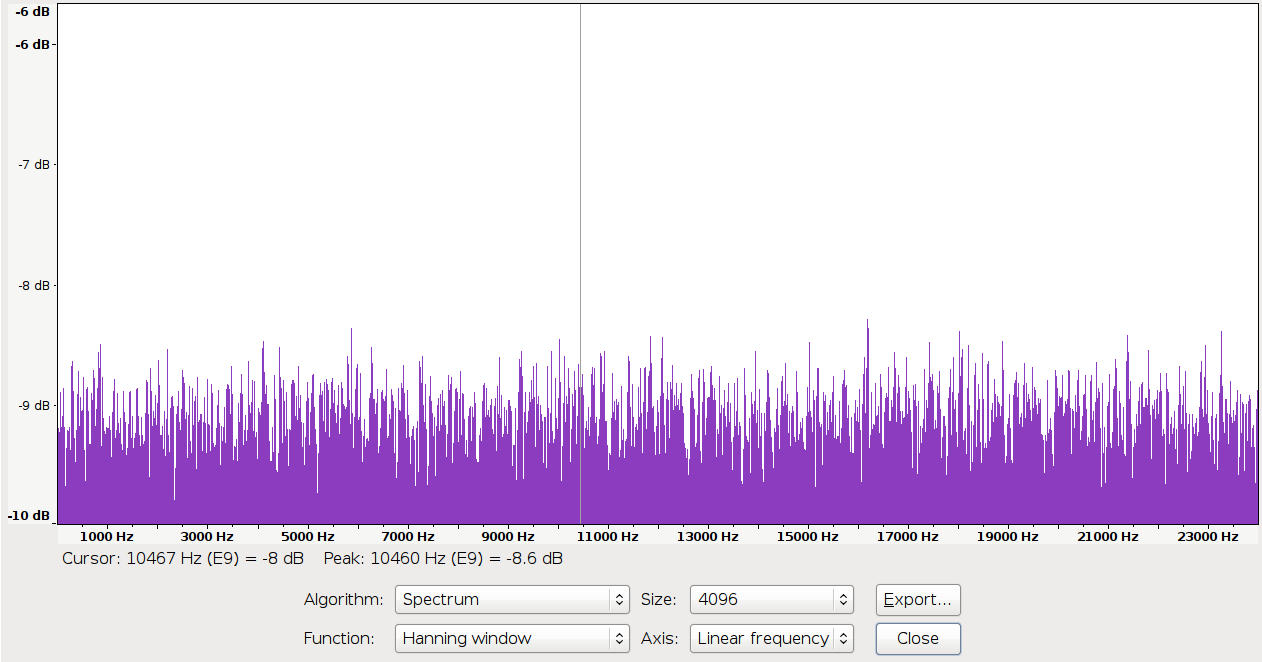 -6 dB
-6 dB
-7 dB
-8 dB
-9 dB
-10 dB
1000 Hz 3000 Hz 5000 Hz 7000 Hz 9000 Hz 11000 Hz 13000 Hz 15000 Hz 17000 Hz 19000 Hz 21000 Hz 23000 Hz
Cursor: 10467 Hz (E9) = -8 dB Peak: 10460 Hz (E9) = -8.6 dB
Algorithm: Spectrum Size: 4096 Export...
Function: Hanning window Axis: Linear frequency Close